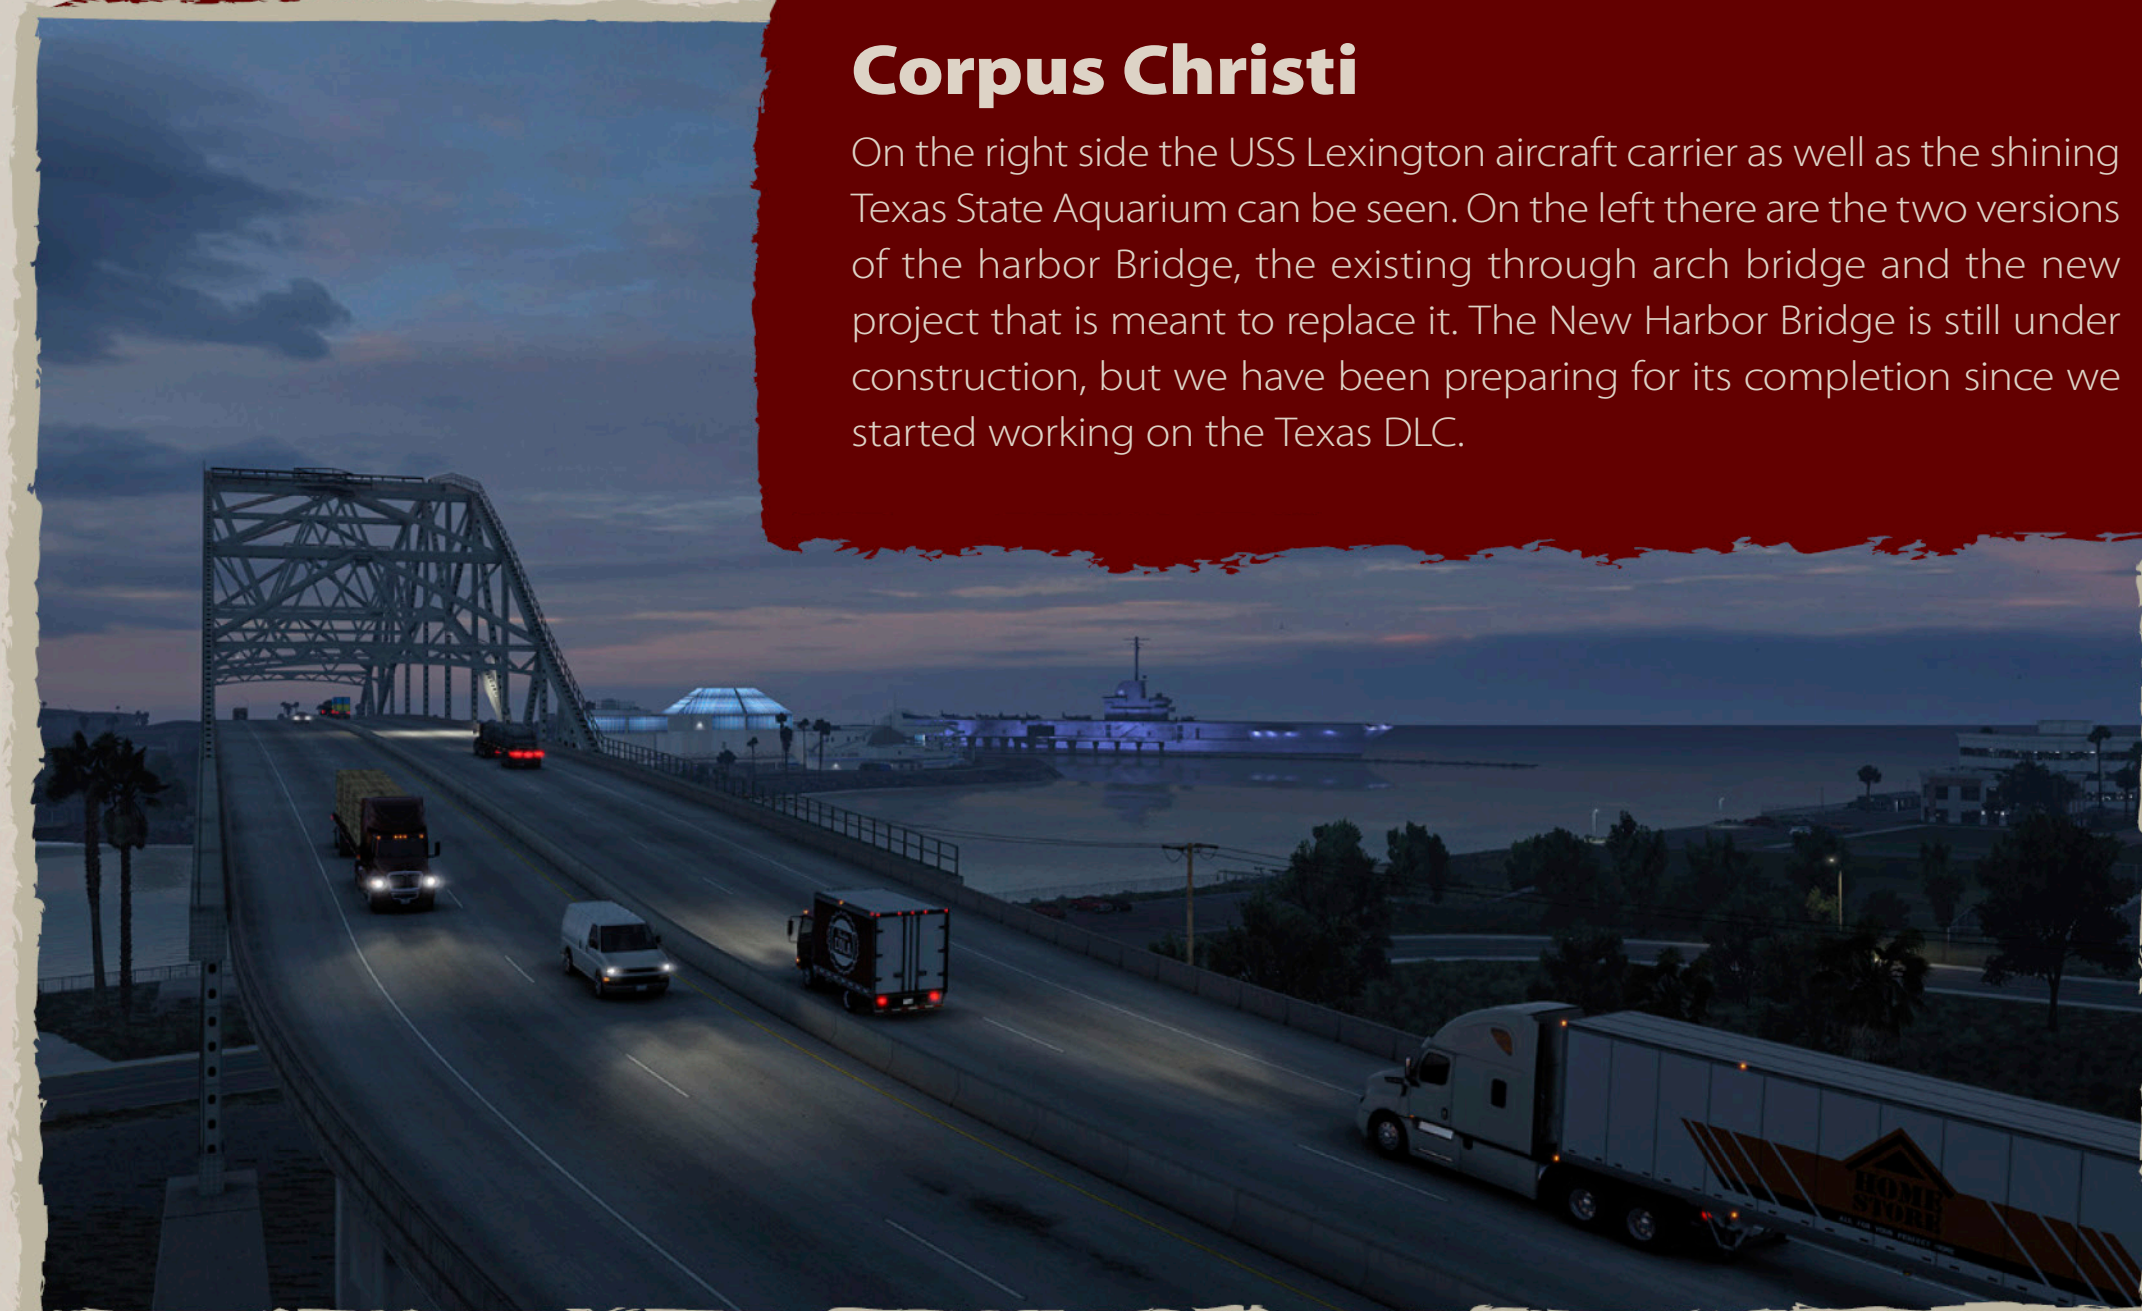 Corpus Christi
On the right side the USS Lexington aircraft carrier as well as the shining
Texas State Aquarium can be seen. On the left there are the two versions
of the harbor Bridge, the existing through arch bridge and the new
project that is meant to replace it. The New Harbor Bridge is still under
construction, but we have been preparing for its completion since we
started working on the Texas DLC.
COLA
HOME
STORE